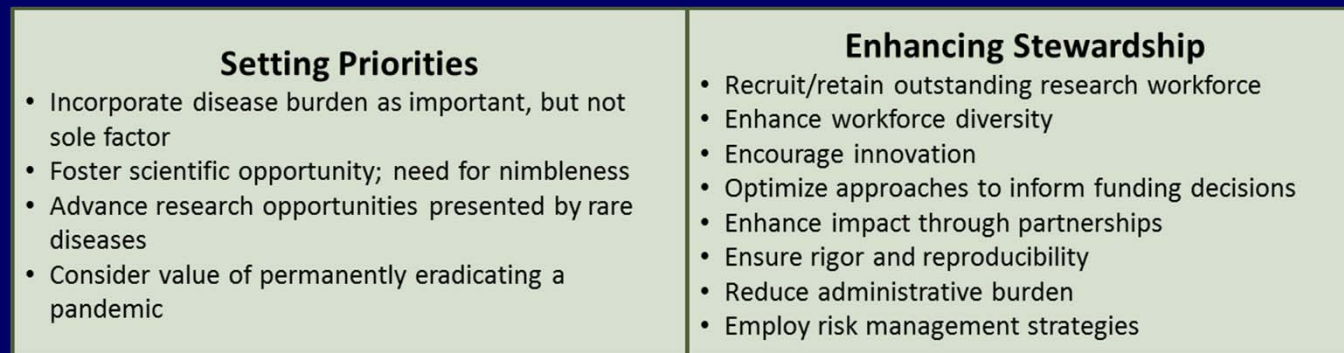 Setting Priorities
• Incorporate disease burden as important, but not
sole factor
• Foster scientific opportunity; need for nimbleness
• Advance research opportunities presented by rare
diseases
• Consider value of permanently eradicating a
pandemic
Enhancing Stewardship
• Recruit/retain outstanding research workforce
• Enhance workforce diversity
• Encourage innovation
• Optimize approaches to inform funding decisions
• Enhance impact through partnerships
• Ensure rigor and reproducibility
• Reduce administrative burden
• Employ risk management strategies